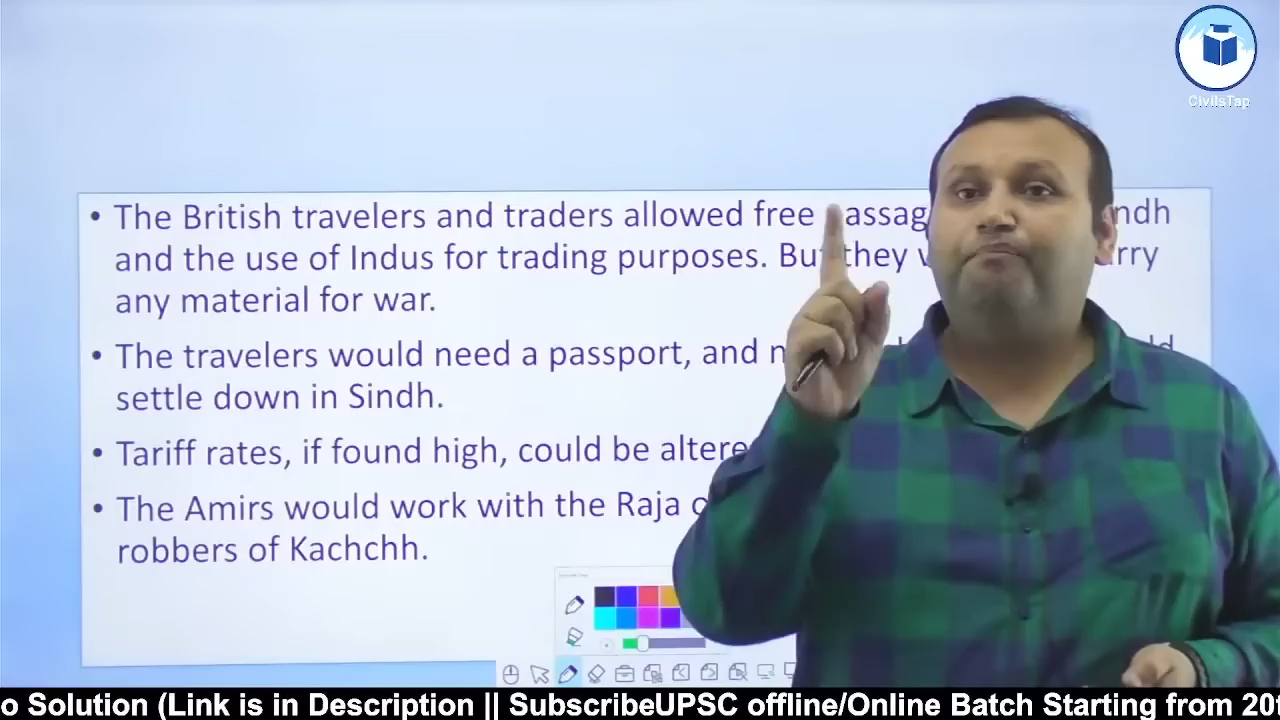 CivilsTap
• The British travelers and traders allowed free ndh
and the use of Indus for trading purposes. But they
any material for war.
• The travelers would need a passport, and
settle down in Sindh.
• Tariff rates, if found high, could be
• The Amirs would work with the Raja
robbers of Kachchh.
o Solution (Link is in Description || SubscribeUPSC offline/Online Batch Starting from 20